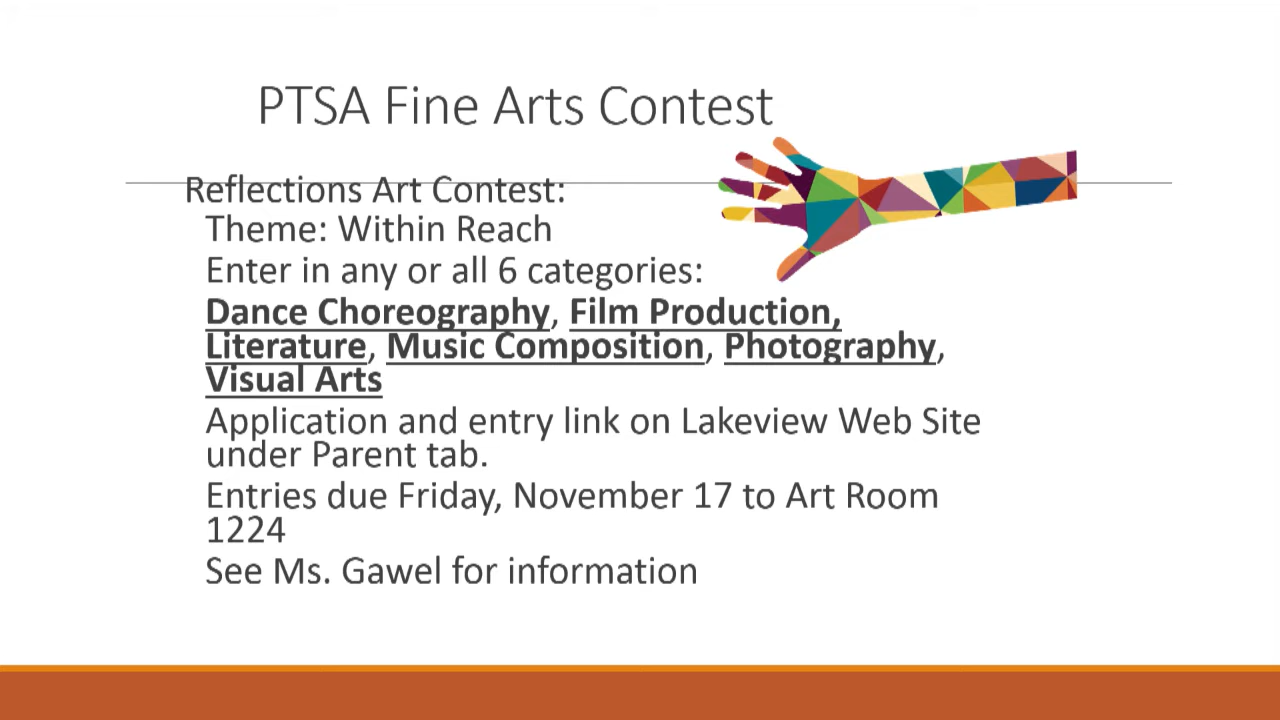 PTSA Fine Arts Contest
Reflections Art Contest:
Theme: Within Reach
Enter in any or all 6 categories:
Dance Choreography, Film Production,
Literature, Music Composition, Photography,
Visual Arts
Application and entry link on Lakeview Web Site
under Parent tab.
Entries due Friday, November 17 to Art Room
1224
See Ms. Gawel for information